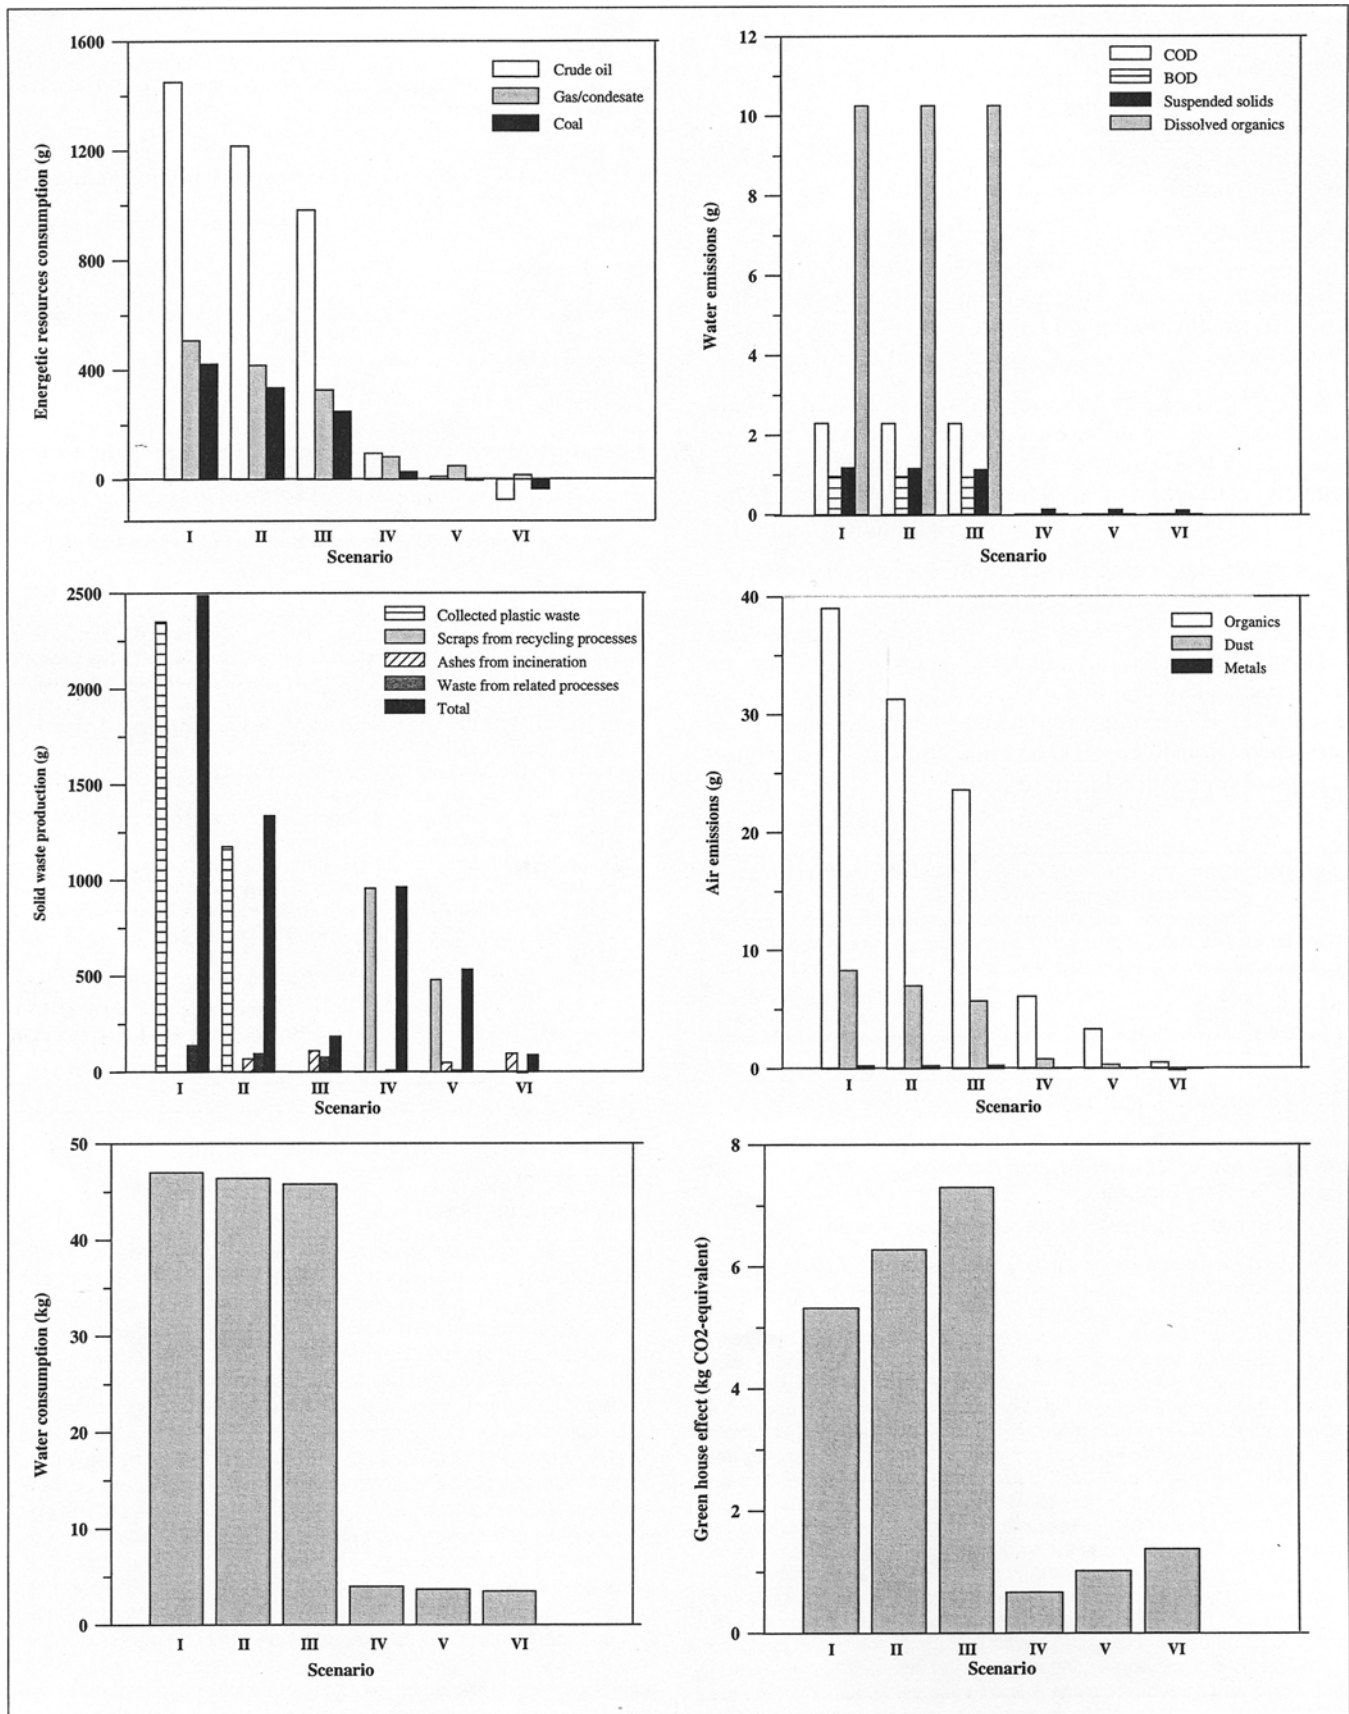 1600
1200
800
400
0
Energetic resources consumption (g)
Crude oil
Gas/condesate
Coal
I II III IV V VI
Scenario
12
10
8
6
4
2
0
Water emissions (g)
COD
BOD
Suspended solids
Dissolved organics
I II III IV V VI
Scenario
2500
2000
1500
1000
500
0
Solid waste production (g)
Collected plastic waste
Scraps from recycling processes
Ashes from incineration
Waste from related processes
Total
I II III IV V VI
Scenario
40
30
20
10
0
Air emissions (g)
Organics
Dust
Metals
I II III IV V VI
Scenario
50
40
30
20
10
0
Water consumption (kg)
I II III IV V VI
Scenario
8
6
4
2
0
Green house effect (kg CO2-equivalent)
I II III IV V VI
Scenario